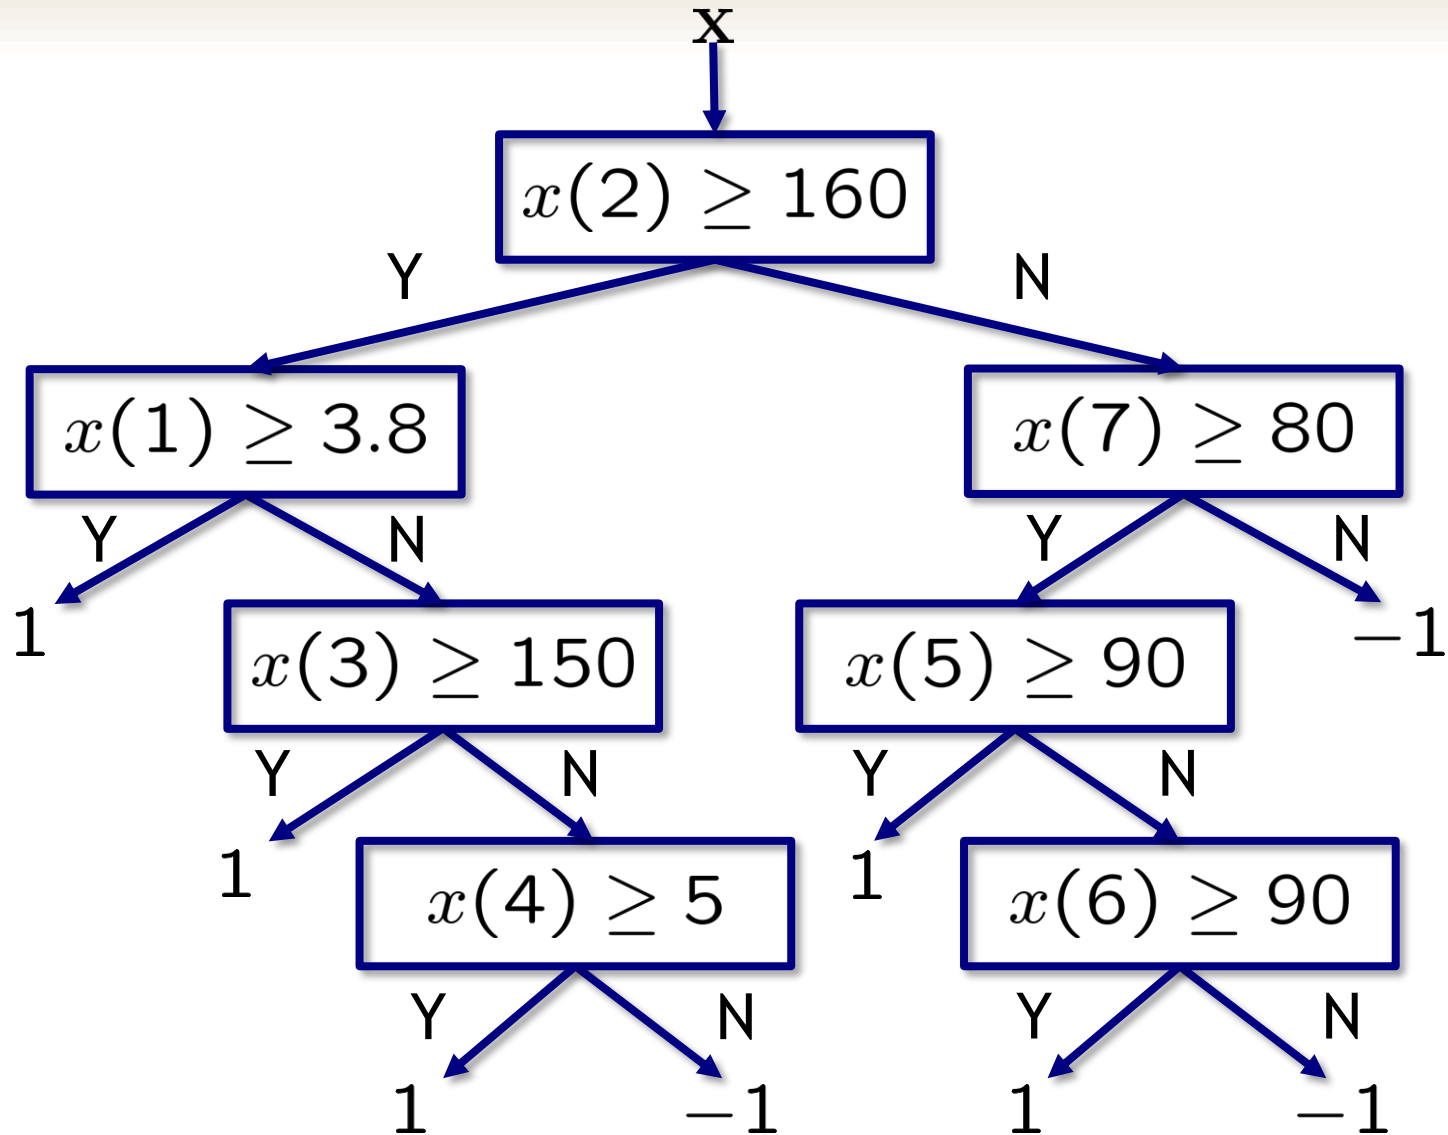 x
x(2) ≥ 160
Y N
x(1) ≥ 3.8 x(7) ≥ 80
Y N Y N
1 x(3) ≥ 150 x(5) ≥ 90 −1
Y N Y N
1 x(4) ≥ 5 1 x(6) ≥ 90
Y N Y N
1 −1 1 −1